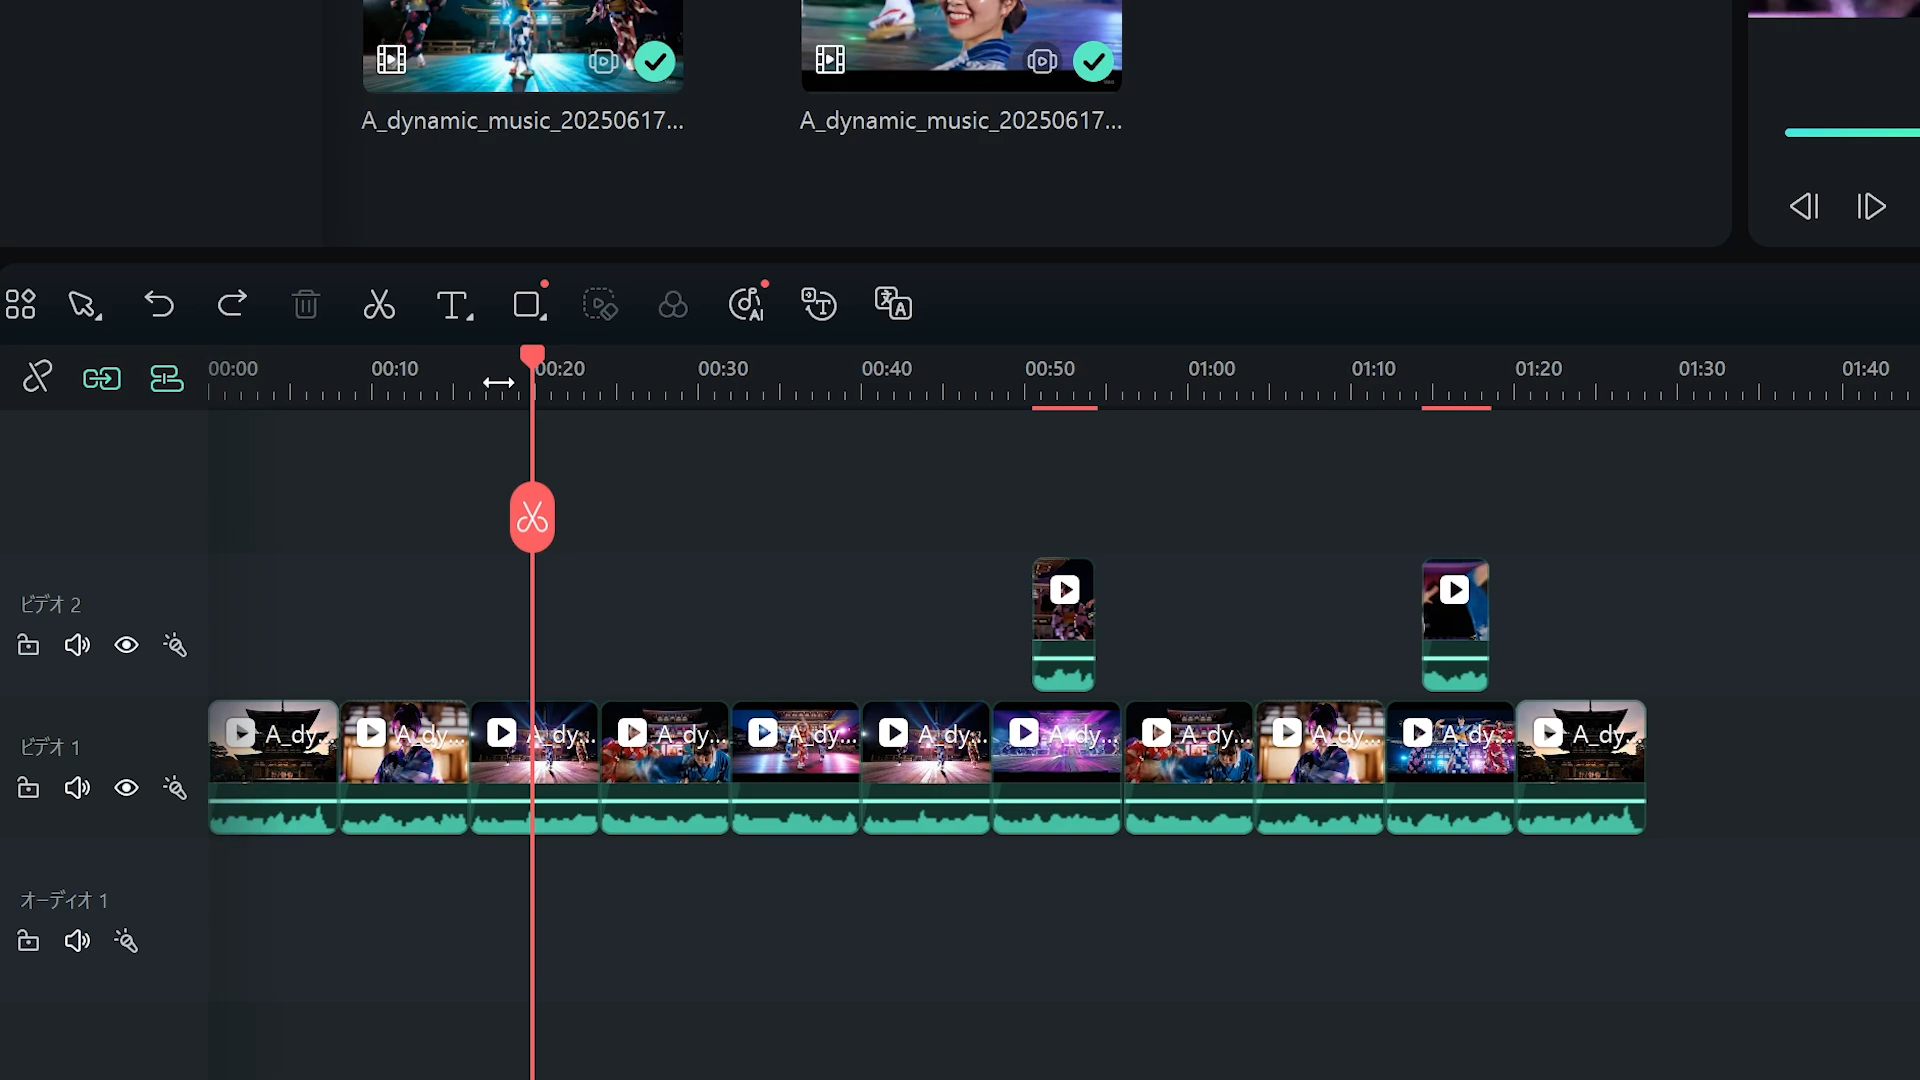 A_dynamic_music_20250617...
A_dynamic_music_20250617...
AI
00:00 00:10 00:20 00:30 00:40 00:50 01:00 01:10 01:20 01:30 01:40
ビデオ 2
ビデオ 1
A_dy... A_dy... A_dy... A_dy... A_dy... A_dy... A_dy... A_dy... A_dy... A_dy... A_dy...
オーディオ 1